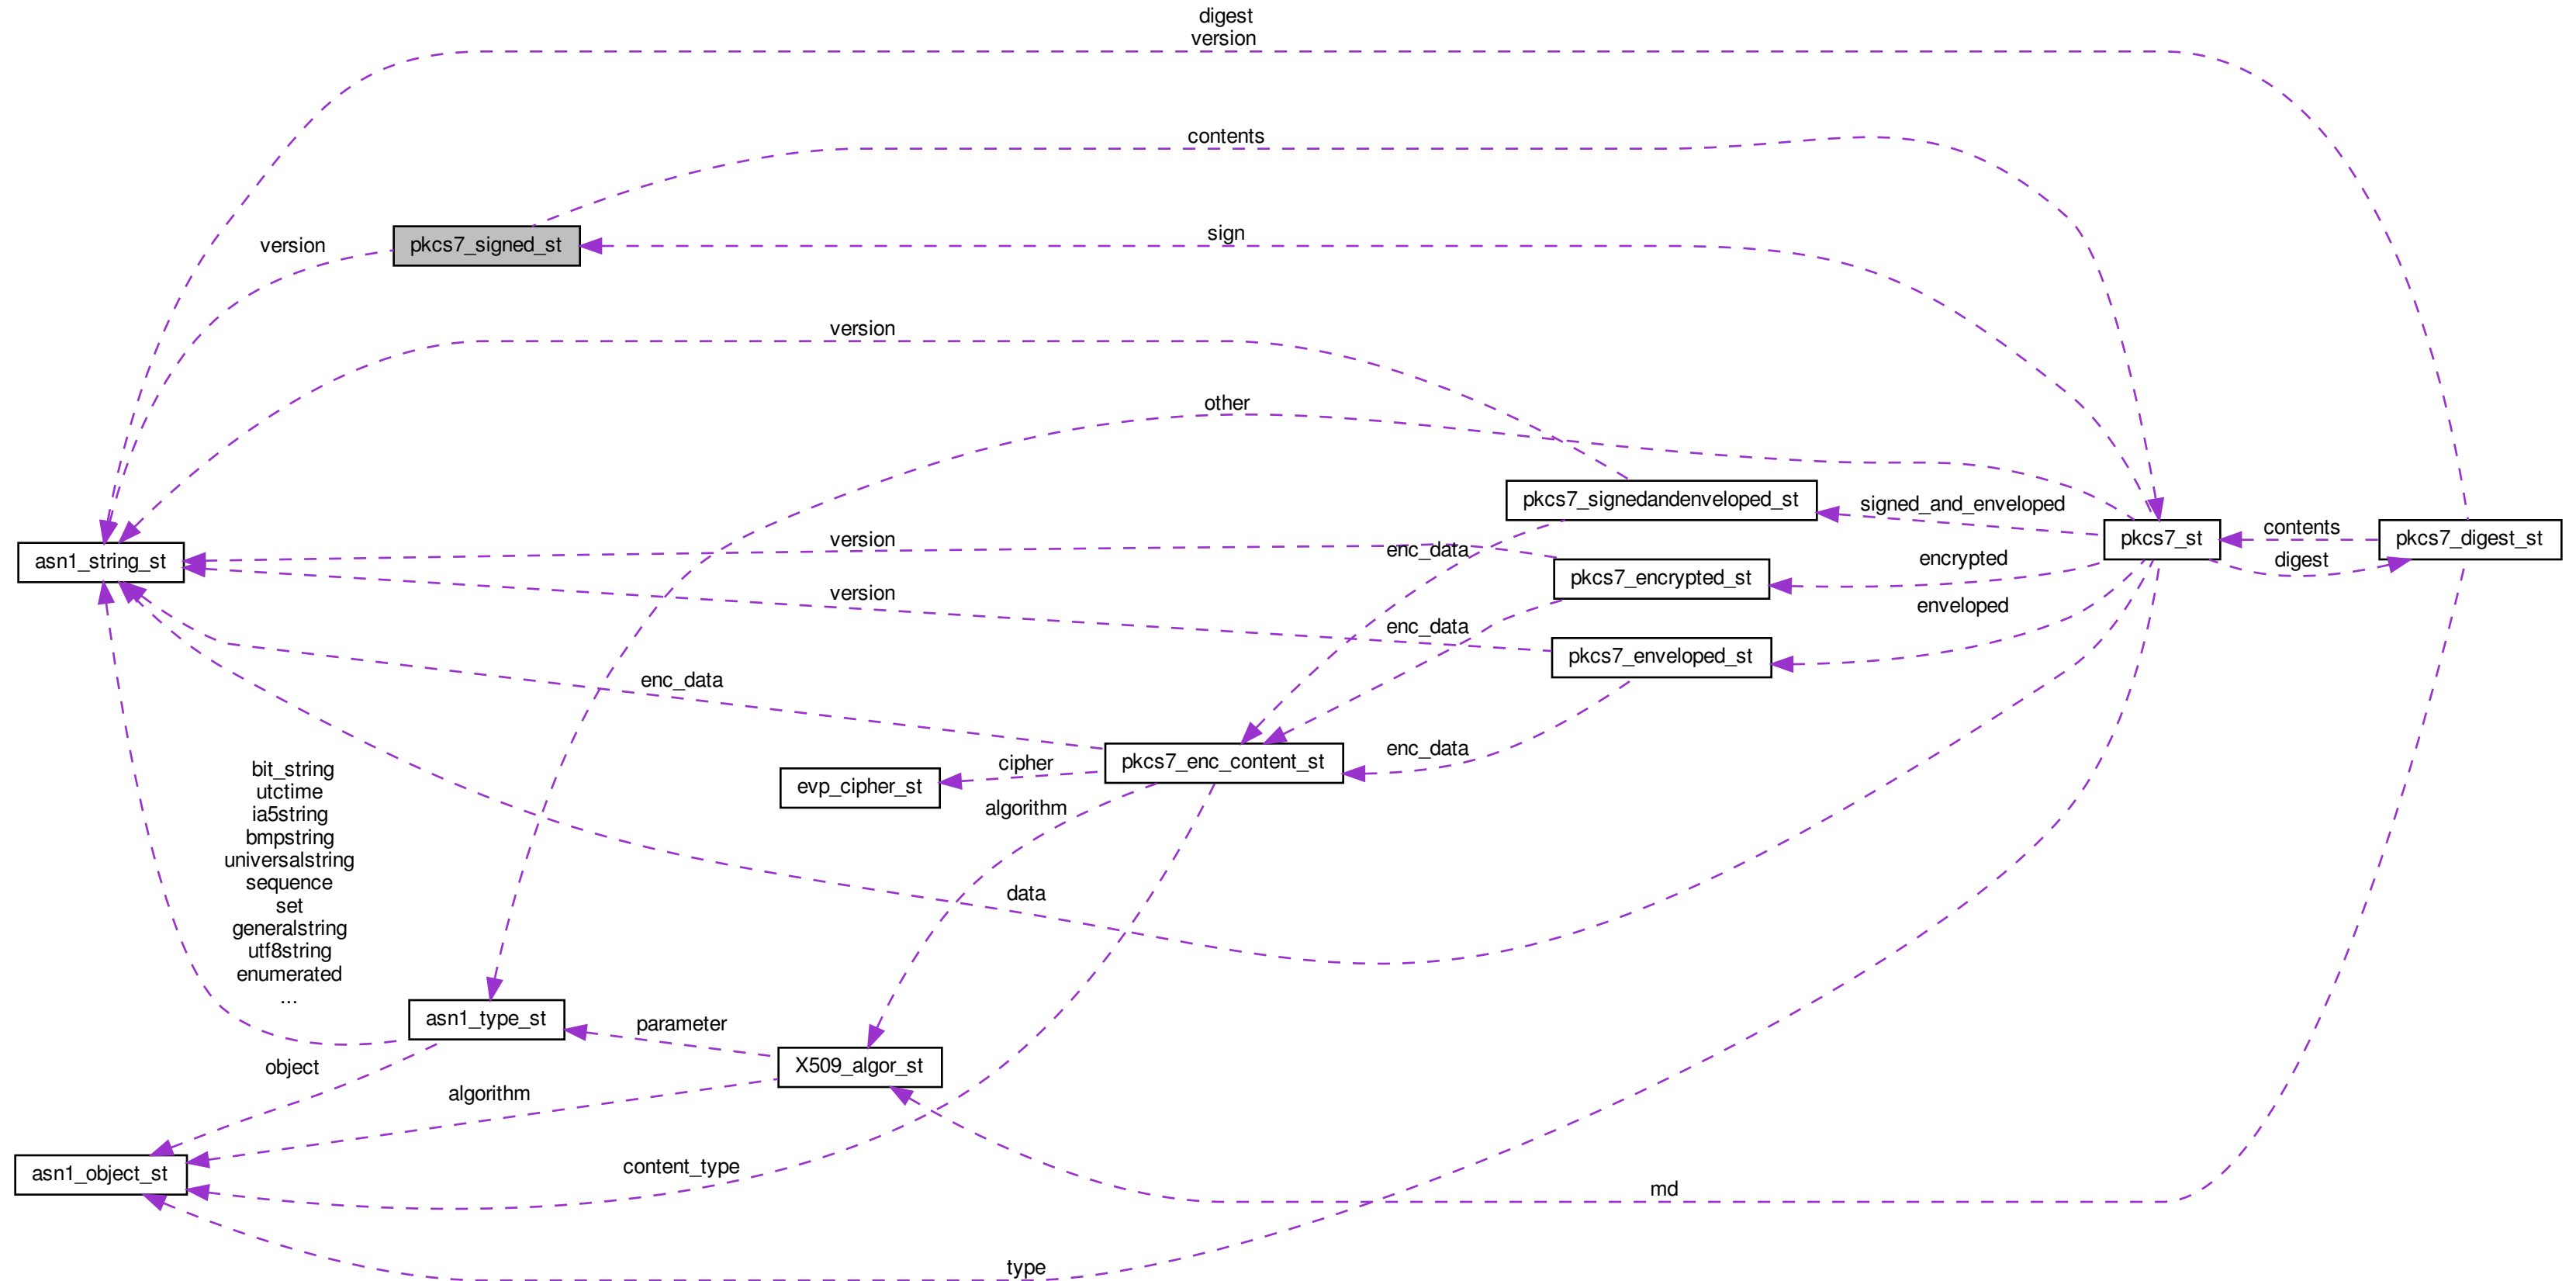 digest
version
contents
sign
pkcs7_signed_st
version
version
other
pkcs7_signedandenveloped_st
signed_and_enveloped
pkcs7_st
contents
pkcs7_digest_st
digest
asn1_string_st
version
enc_data
pkcs7_encrypted_st
encrypted
version
enc_data
enveloped
pkcs7_enveloped_st
enc_data
enc_data
pkcs7_enc_content_st
cipher
evp_cipher_st
algorithm
bit_string
utctime
ia5string
bmpstring
universalstring
sequence
set
generalstring
utf8string
enumerated
...
data
asn1_type_st
parameter
X509_algor_st
object
algorithm
asn1_object_st
content_type
md
type